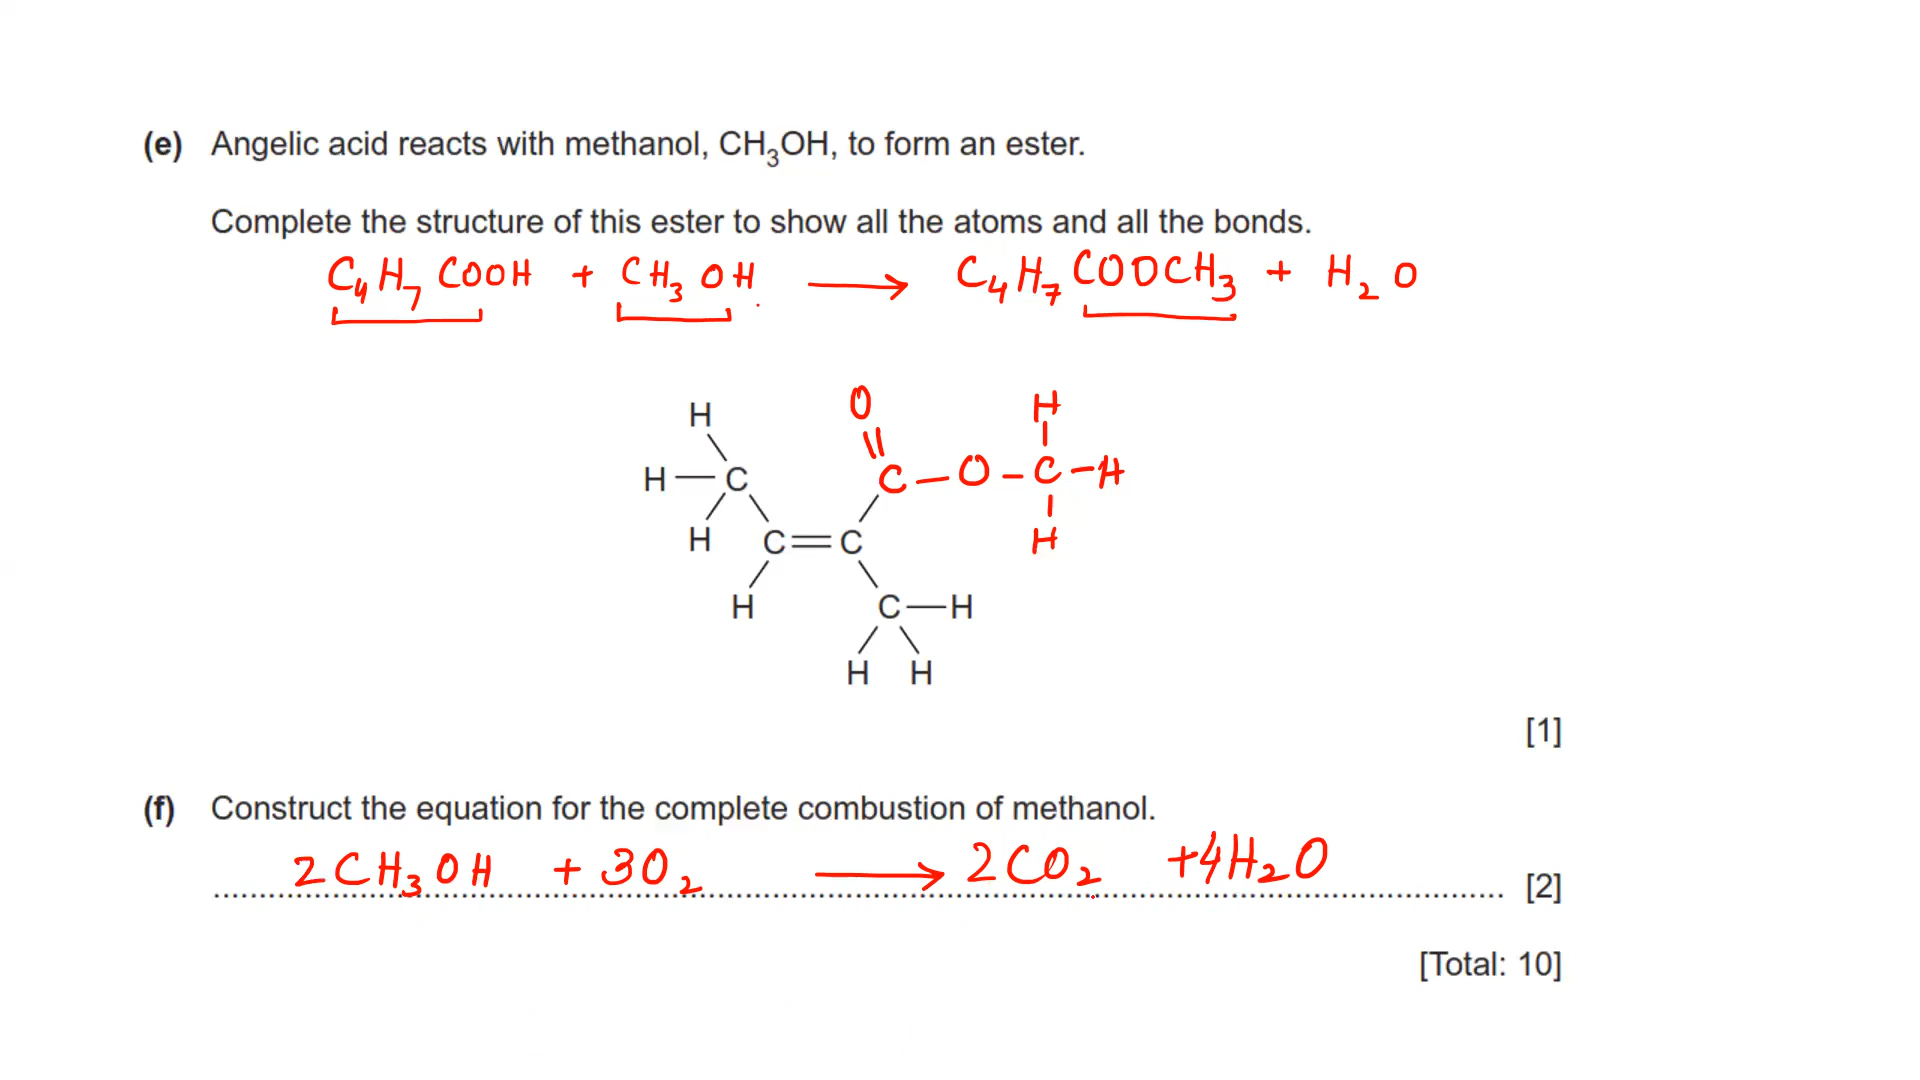 (e) Angelic acid reacts with methanol, CH₃OH, to form an ester.
Complete the structure of this ester to show all the atoms and all the bonds.
C₄H₇COOH + CH₃OH ⟶ C₄H₇COOCH₃ + H₂O
H O H
H—C C—O—C—H
H C=C H
H C—H
H H
[1]
(f) Construct the equation for the complete combustion of methanol.
2CH₃OH + 3O₂ ⟶ 2CO₂ + 4H₂O [2]
[Total: 10]